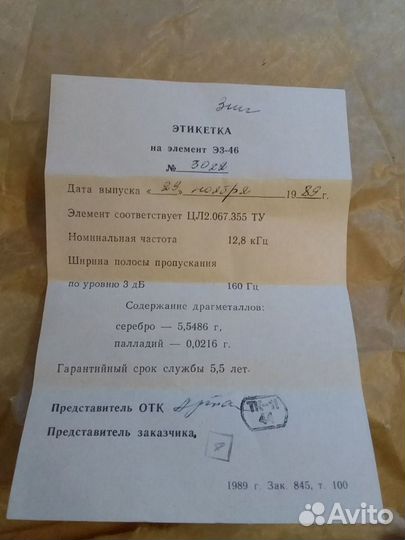 ЭТИКЕТКА
на элемент ЭЗ-46
№ 3022
Дата выпуска «29» ноября 1989 г.
Элемент соответствует ЦЛ2.067.355 ТУ
Номинальная частота 12,8 кГц
Ширина полосы пропускания
по уровню 3 дБ 160 Гц
Содержание драгметаллов:
серебро — 5,5486 г,
палладий — 0,0216 г.
Гарантийный срок службы 5,5 лет.
Представитель ОТК
Представитель заказчика
1989 г. Зак. 845, т. 100
Avito